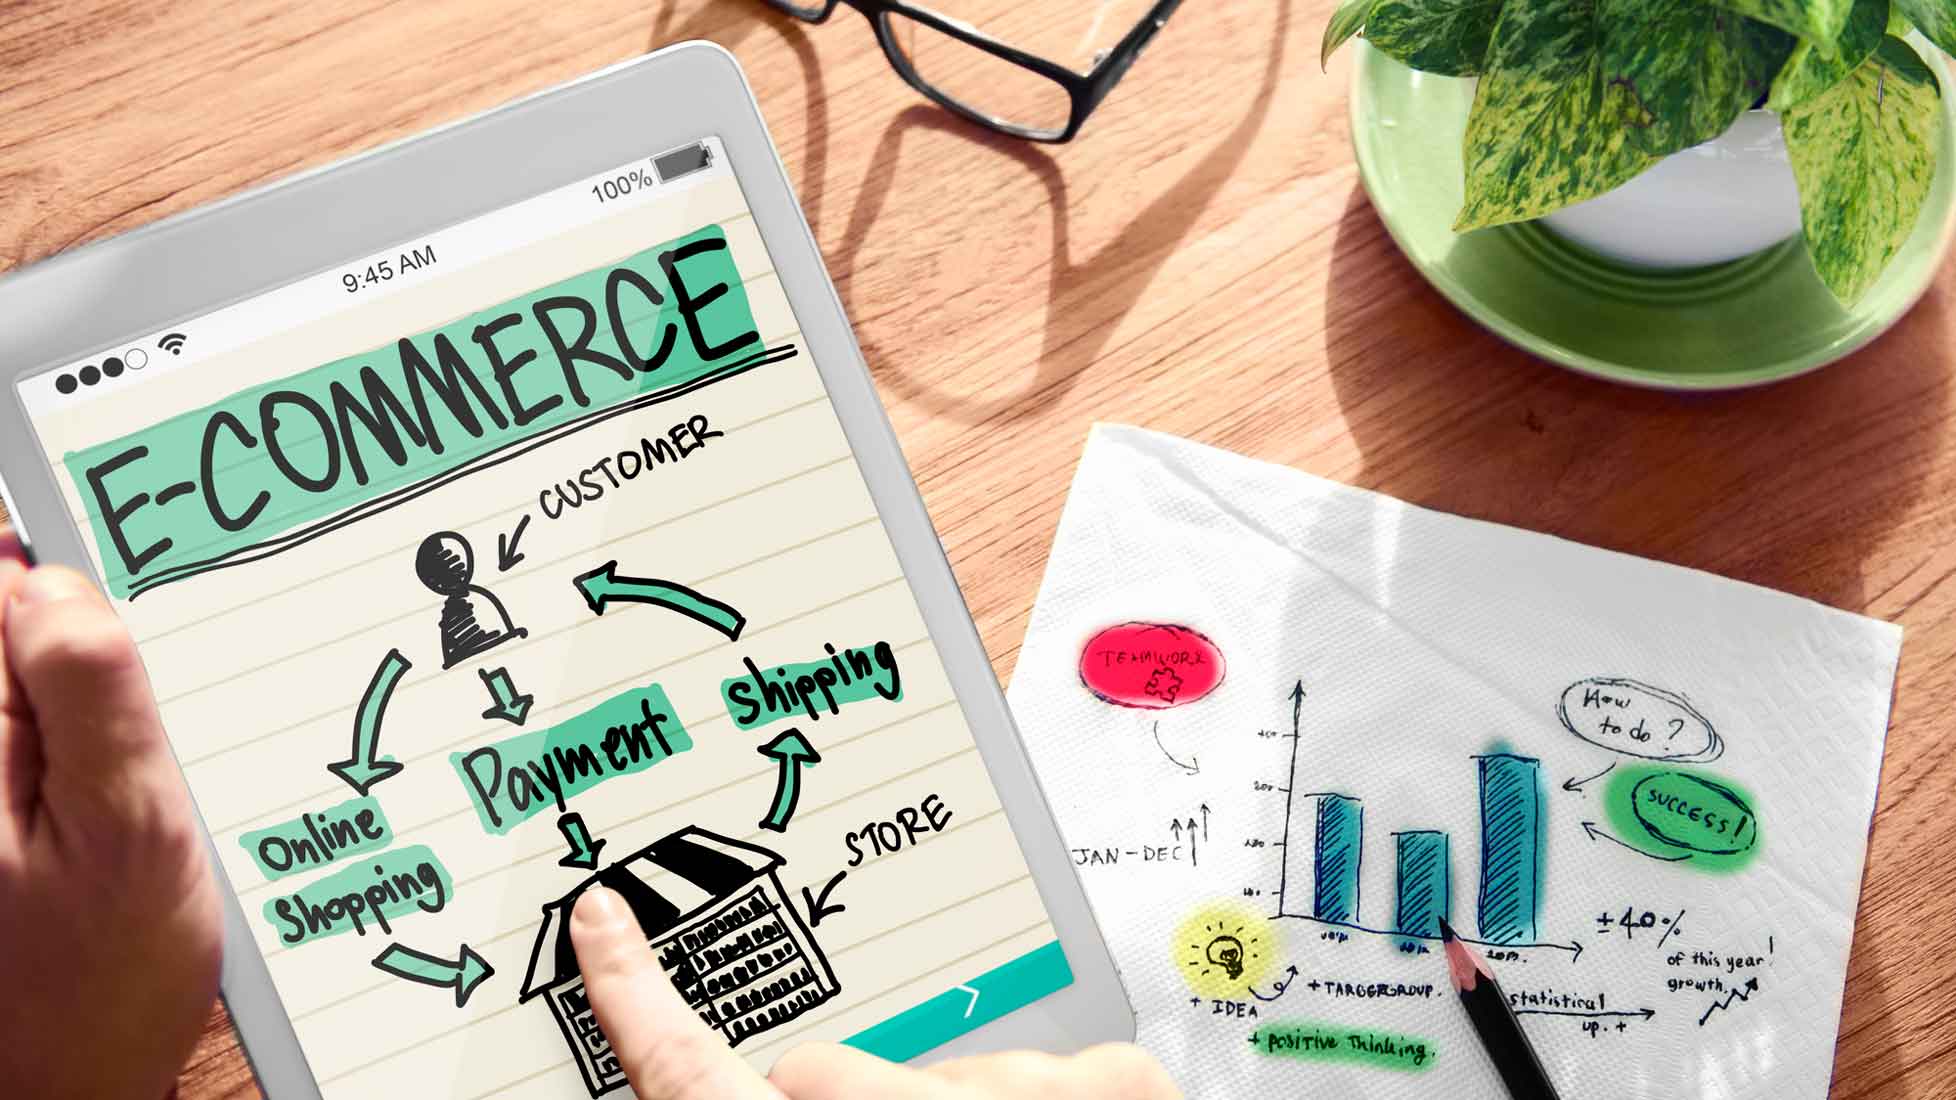 100%
9:45 AM
E-COMMERCE
CUSTOMER
Shipping
Payment
Online
Shopping
STORE
TEAMWORK
How
to do?
SUCCESS!
JAN-DEC
±40%
of this year!
growth
+ IDEA
+ TARGGRGROUP.
statistical
up. +
+ positive thinking.